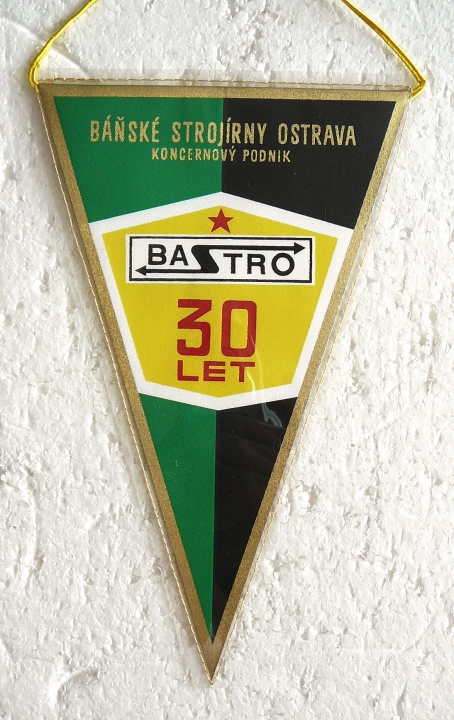 BÁŇSKÉ STROJÍRNY OSTRAVA
KONCERNOVÝ PODNIK
BASTRO
30
LET